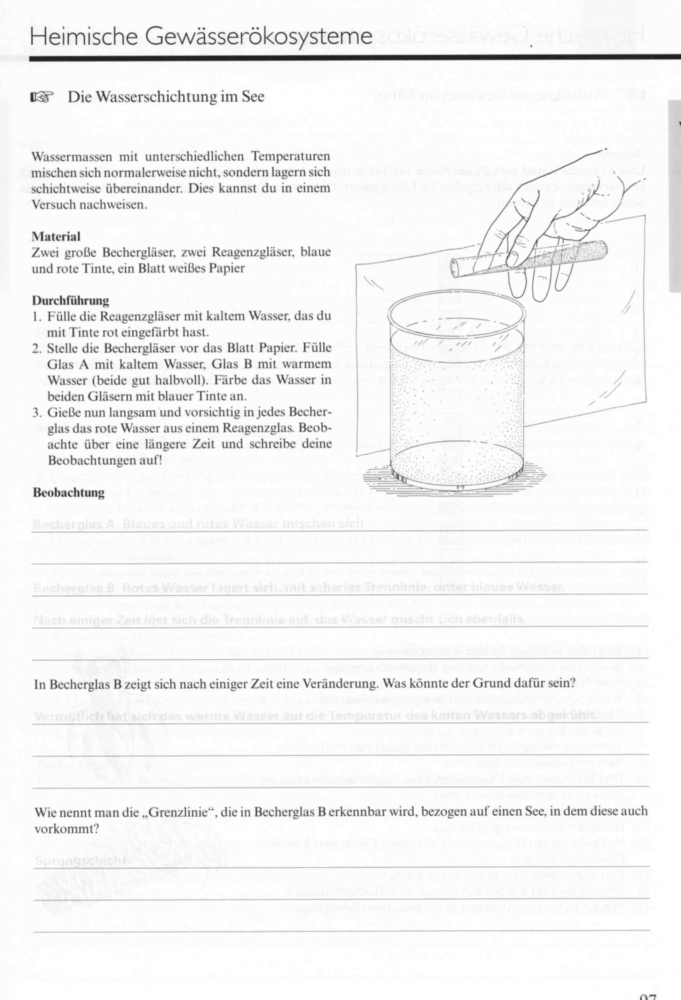 Heimische Gewässerökosysteme
Die Wasserschichtung im See
Wassermassen mit unterschiedlichen Temperaturen
mischen sich normalerweise nicht, sondern lagern sich
schichtweise übereinander. Dies kannst du in einem
Versuch nachweisen.
Material
Zwei große Bechergläser, zwei Reagenzgläser, blaue
und rote Tinte, ein Blatt weißes Papier
Durchführung
1. Fülle die Reagenzgläser mit kaltem Wasser, das du
mit Tinte rot eingefärbt hast.
2. Stelle die Bechergläser vor das Blatt Papier. Fülle
Glas A mit kaltem Wasser, Glas B mit warmem
Wasser (beide gut halbvoll). Färbe das Wasser in
beiden Gläsern mit blauer Tinte an.
3. Gieße nun langsam und vorsichtig in jedes Becher-
glas das rote Wasser aus einem Reagenzglas. Beob-
achte über eine längere Zeit und schreibe deine
Beobachtungen auf!
Beobachtung
Becherglas A: Blaues und rotes Wasser mischen sich
Becherglas B: Rotes Wasser lagert sich, mit scharfer Trennlinie, unter blaues Wasser.
Nach einiger Zeit löst sich die Trennlinie auf, das Wasser mischt sich ebenfalls.
In Becherglas B zeigt sich nach einiger Zeit eine Veränderung. Was könnte der Grund dafür sein?
Vermutlich hat sich das warme Wasser auf die Temperatur des kalten Wassers abgekühlt.
Wie nennt man die „Grenzlinie“, die in Becherglas B erkennbar wird, bezogen auf einen See, in dem diese auch
vorkommt?
Sprungschicht
97